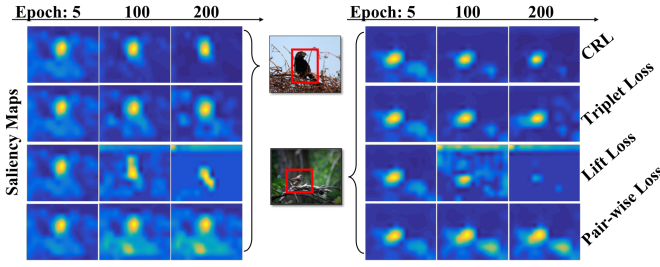 Epoch: 5 100 200
Epoch: 5 100 200
Saliency Maps
CRL
Triplet Loss
Lift Loss
Pair-wise Loss